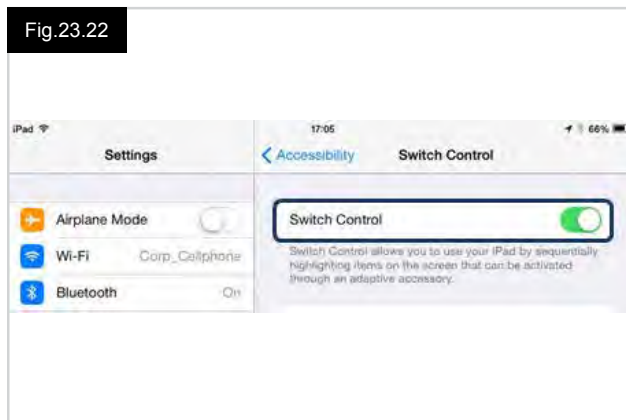 Fig.23.22
iPad 17:05 66%
Settings
Accessibility Switch Control
Airplane Mode
Wi-Fi Corp_Cellphone
Bluetooth On
Switch Control
Switch Control allows you to use your iPad by sequentially
highlighting items on the screen that can be activated
through an adaptive accessory.